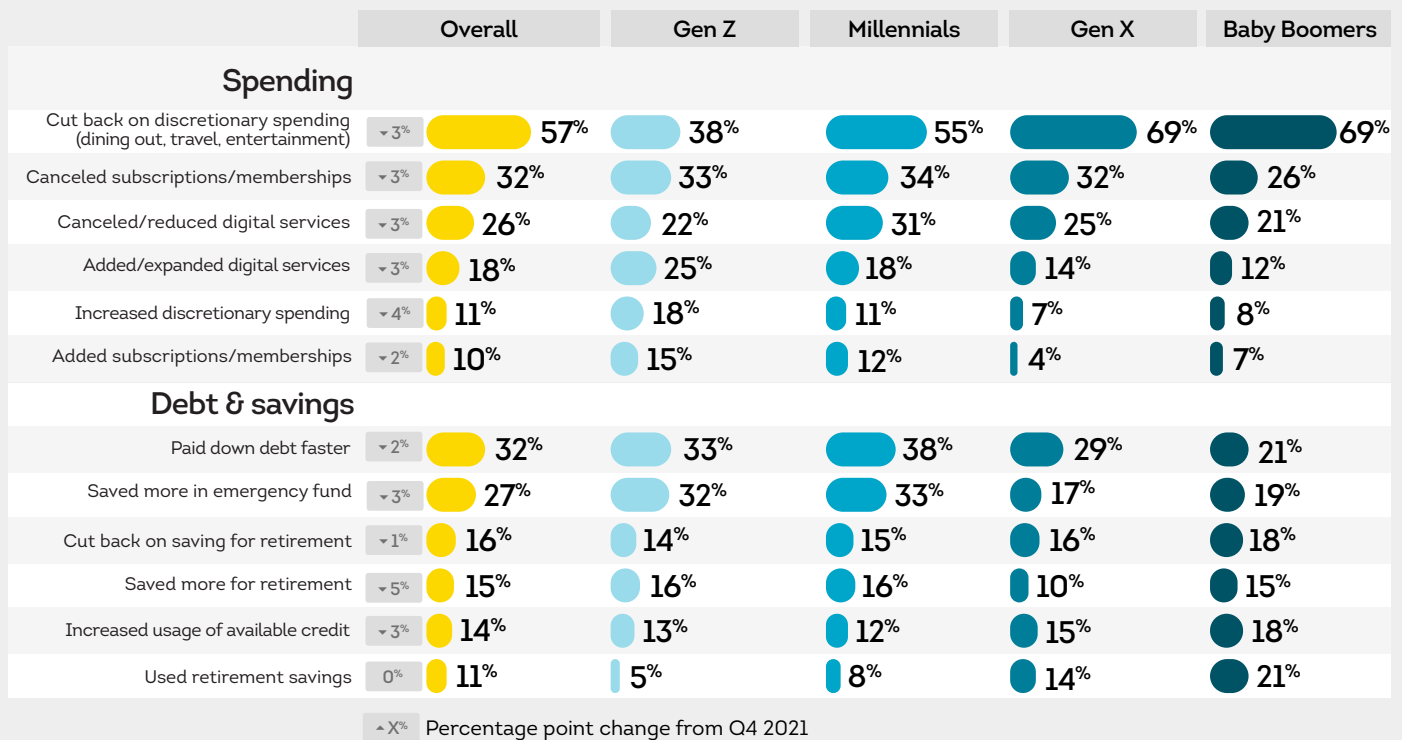 Overall Gen Z Millennials Gen X Baby Boomers
Spending
Cut back on discretionary spending
(dining out, travel, entertainment) ▾3% 57% 38% 55% 69% 69%
Canceled subscriptions/memberships ▾3% 32% 33% 34% 32% 26%
Canceled/reduced digital services ▾3% 26% 22% 31% 25% 21%
Added/expanded digital services ▾3% 18% 25% 18% 14% 12%
Increased discretionary spending ▾4% 11% 18% 11% 7% 8%
Added subscriptions/memberships ▾2% 10% 15% 12% 4% 7%
Debt & savings
Paid down debt faster ▾2% 32% 33% 38% 29% 21%
Saved more in emergency fund ▾3% 27% 32% 33% 17% 19%
Cut back on saving for retirement ▾1% 16% 14% 15% 16% 18%
Saved more for retirement ▾5% 15% 16% 16% 10% 15%
Increased usage of available credit ▾3% 14% 13% 12% 15% 18%
Used retirement savings 0% 11% 5% 8% 14% 21%
▴X% Percentage point change from Q4 2021